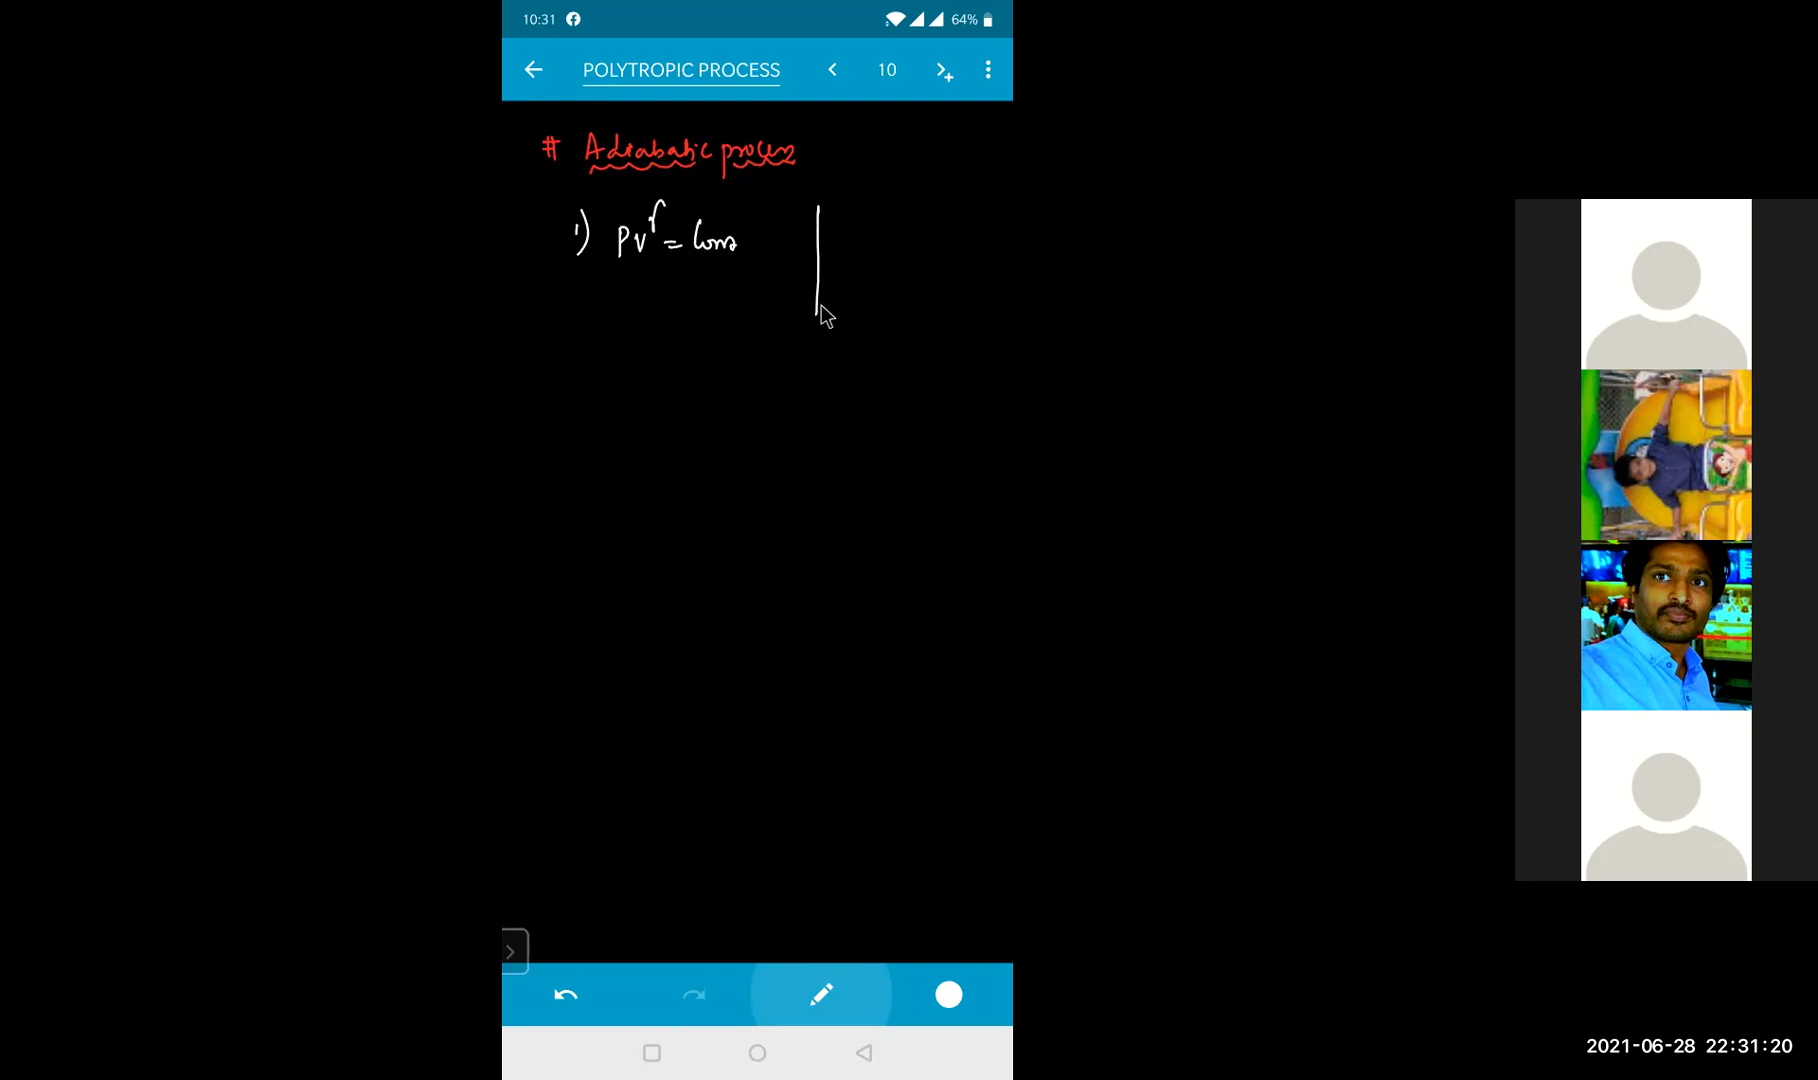 10:31 64%
POLYTROPIC PROCESS 10
# Adiabatic process
1) PV^γ = Cons
2021-06-28 22:31:20